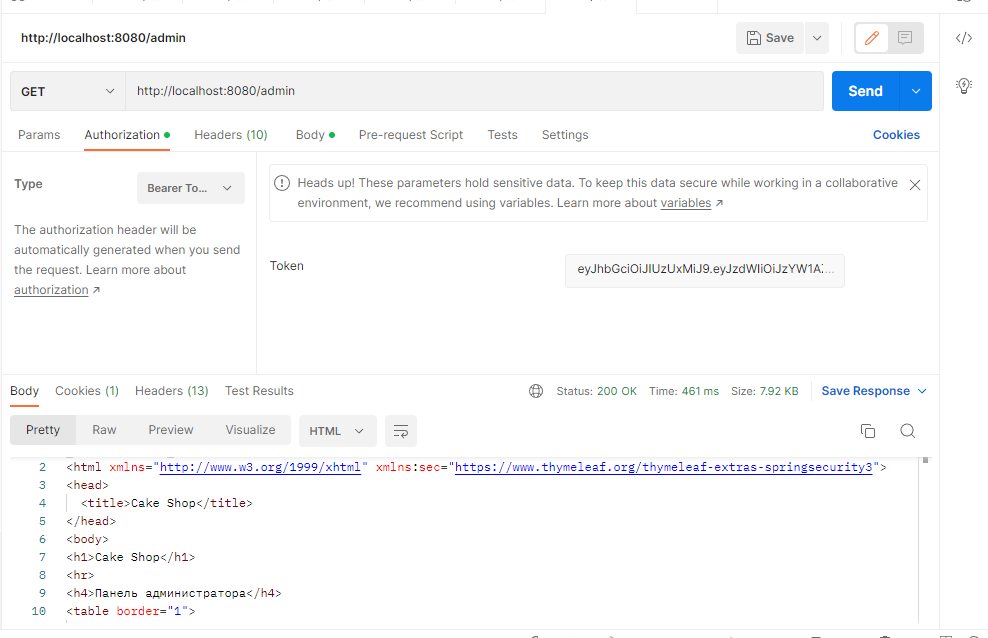 http://localhost:8080/admin
Save
GET
http://localhost:8080/admin
Send
Params
Authorization
Headers (10)
Body
Pre-request Script
Tests
Settings
Cookies
Type
Bearer To...
The authorization header will be
automatically generated when you send
the request. Learn more about
authorization ↗
Heads up! These parameters hold sensitive data. To keep this data secure while working in a collaborative
environment, we recommend using variables. Learn more about variables ↗
Token
eyJhbGciOiJIUzUxMiJ9.eyJzdWIiOiJzYW1A...
Body
Cookies (1)
Headers (13)
Test Results
Status: 200 OK
Time: 461 ms
Size: 7.92 KB
Save Response
Pretty
Raw
Preview
Visualize
HTML
2 <html xmlns="http://www.w3.org/1999/xhtml" xmlns:sec="https://www.thymeleaf.org/thymeleaf-extras-springsecurity3">
3 <head>
4 <title>Cake Shop</title>
5 </head>
6 <body>
7 <h1>Cake Shop</h1>
8 <hr>
9 <h4>Панель администратора</h4>
10 <table border="1">